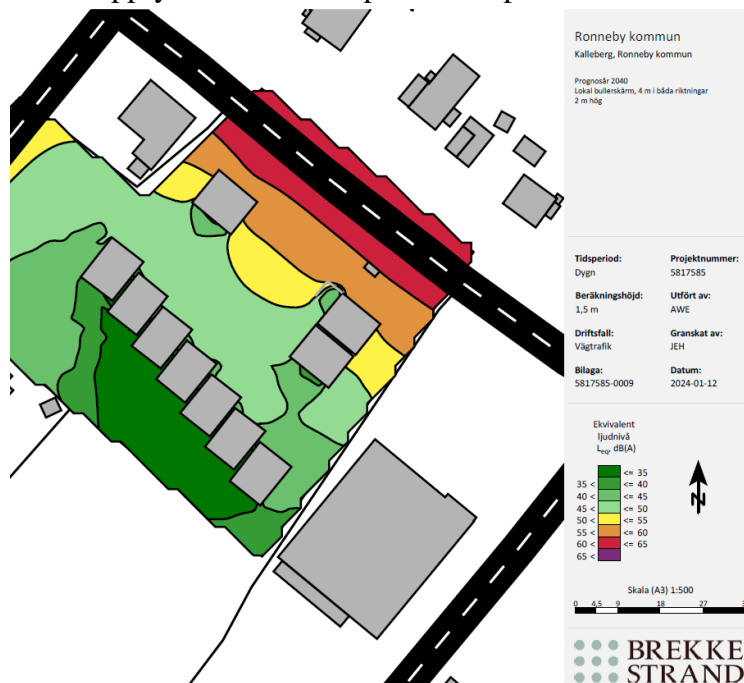 Ronneby kommun
Kalleberg, Ronneby kommun
Prognosår 2040
Lokal bullerskärm, 4 m i båda riktningar
2 m hög
Tidsperiod: Projektnummer:
Dygn 5817585
Beräkningshöjd: Utfört av:
1,5 m AWE
Driftsfall: Granskat av:
Vägtrafik JEH
Bilaga: Datum:
5817585-0009 2024-01-12
Ekvivalent
ljudnivå
Leq, dB(A)
<= 35
35 < <= 40
40 < <= 45
45 < <= 50
50 < <= 55
55 < <= 60
60 < <= 65
65 <
N
Skala (A3) 1:500
0 4,5 9 18 27
BREKKE
STRAND